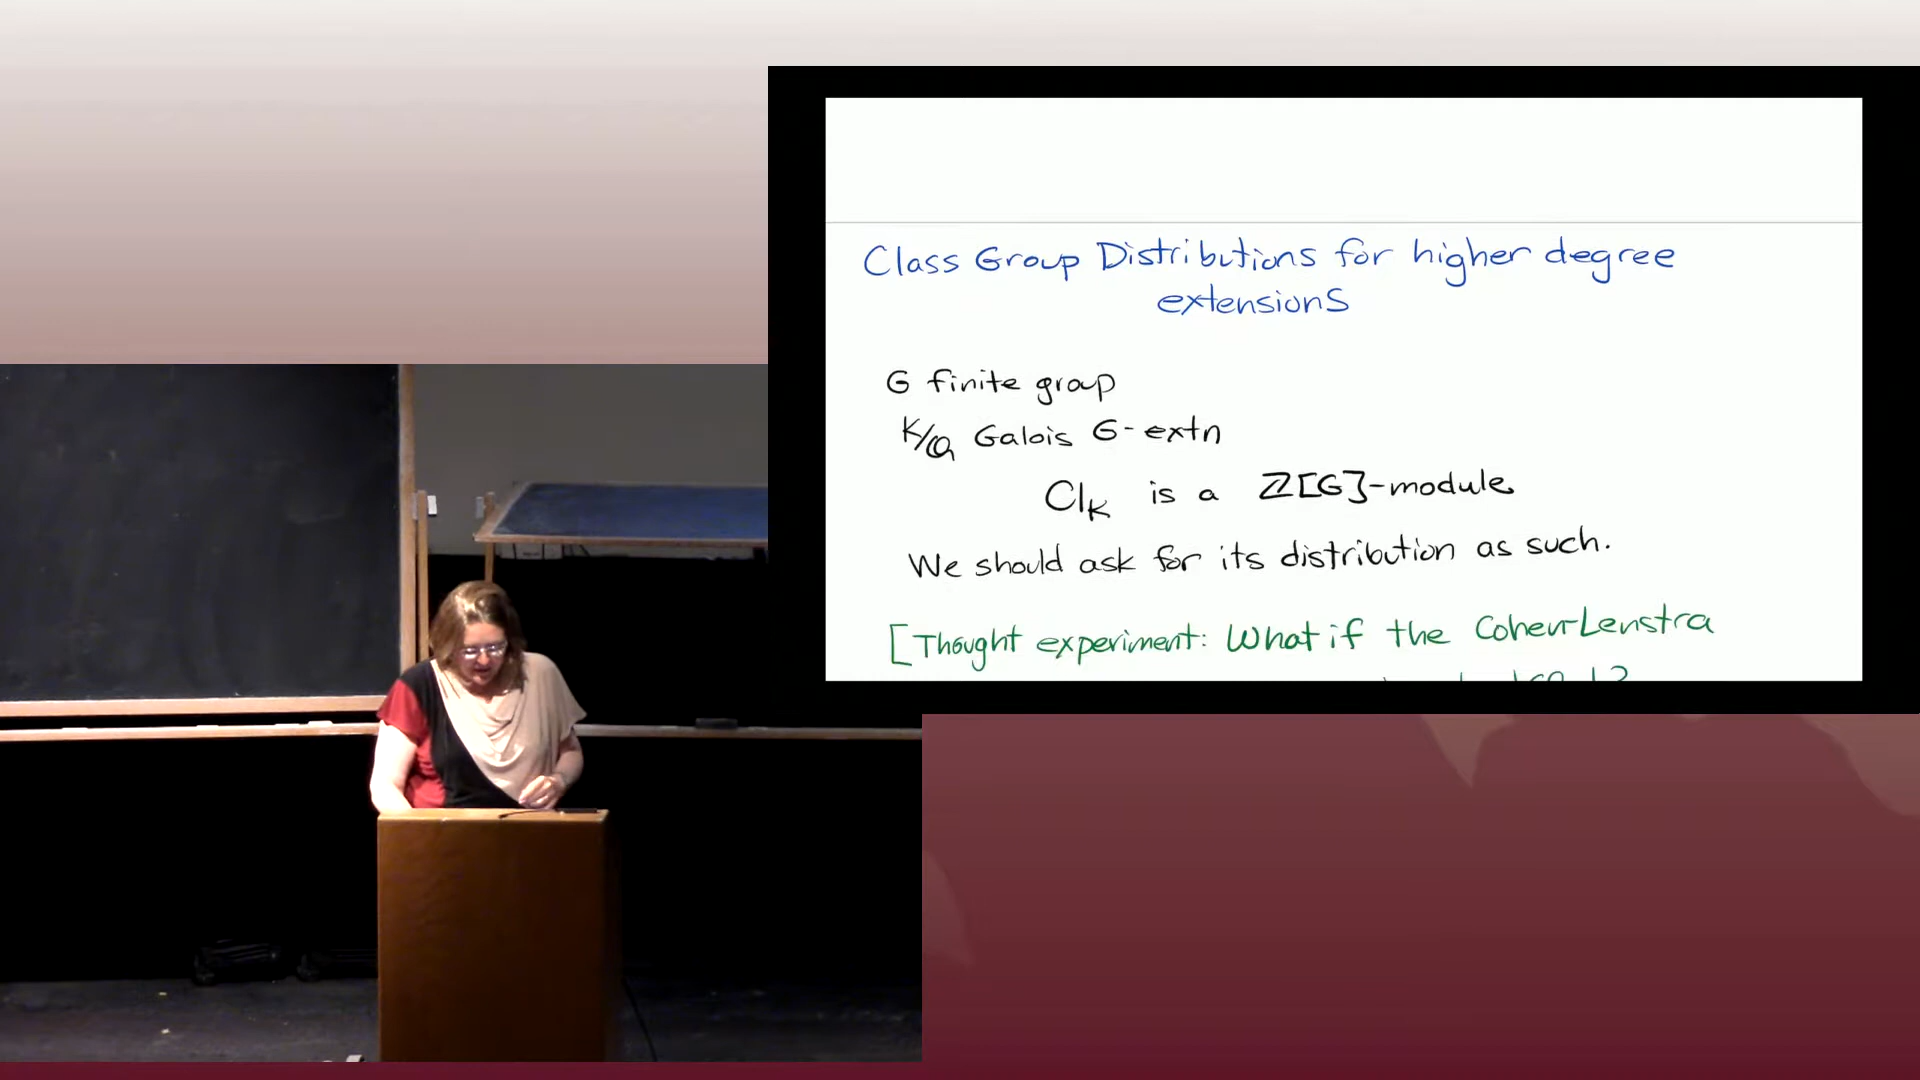 Class Group Distributions for higher degree
extensions
G finite group
K/Q Galois G-extn
Cl_K is a ℤ[G]-module
We should ask for its distribution as such.
[Thought experiment: What if the Cohen-Lenstra